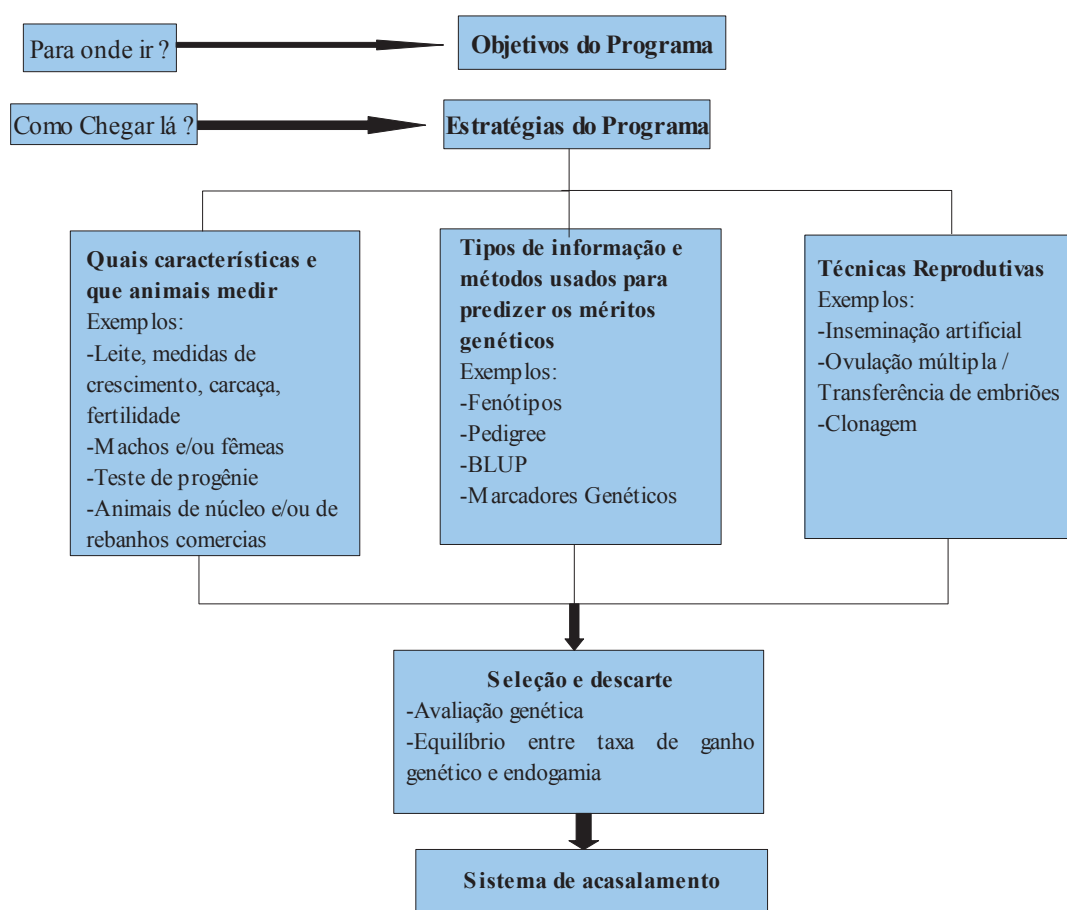 Para onde ir ?
Objetivos do Programa
Como Chegar lá ?
Estratégias do Programa
Quais característísticas e
que animais medir
Exemplos:
-Leite, medidas de
crescimento, carcaça,
fertilidade
-Machos e/ou fêmeas
-Teste de progênie
-Animais de núcleo e/ou de
rebanhos comercias
Tipos de informação e
métodos usados para
predizer os méritos
genéticos
Exemplos:
-Fenótipos
-Pedigree
-BLUP
-Marcadores Genéticos
Técnicas Reprodutivas
Exemplos:
-Inseminação artificial
-Ovulação múltipla /
Transferência de embriões
-Clonagem
Seleção e descarte
-Avaliação genética
-Equilíbrio entre taxa de ganho
genético e endogamia
Sistema de acasalamento